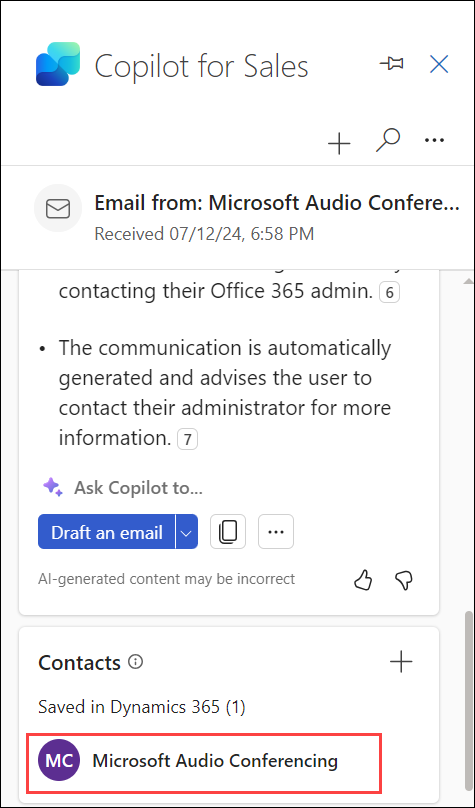 Copilot for Sales
Email from: Microsoft Audio Confere...
Received 07/12/24, 6:58 PM
contacting their Office 365 admin. 6
• The communication is automatically
generated and advises the user to
contact their administrator for more
information. 7
Ask Copilot to...
Draft an email
AI-generated content may be incorrect
Contacts
Saved in Dynamics 365 (1)
MC Microsoft Audio Conferencing